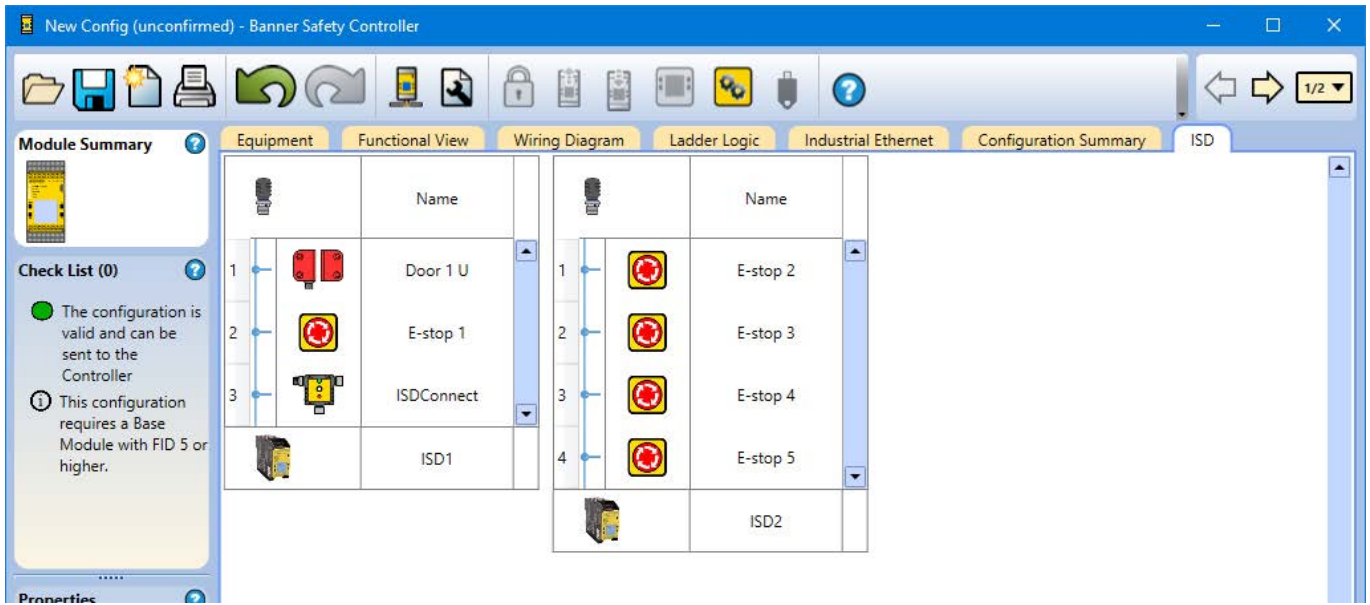 New Config (unconfirmed) - Banner Safety Controller
1/2
Module Summary
Equipment
Functional View
Wiring Diagram
Ladder Logic
Industrial Ethernet
Configuration Summary
ISD
Name
Name
Check List (0)
The configuration is
valid and can be
sent to the
Controller
This configuration
requires a Base
Module with FID 5 or
higher.
1 Door 1 U
2 E-stop 1
3 ISDConnect
ISD1
1 E-stop 2
2 E-stop 3
3 E-stop 4
4 E-stop 5
ISD2
Properties